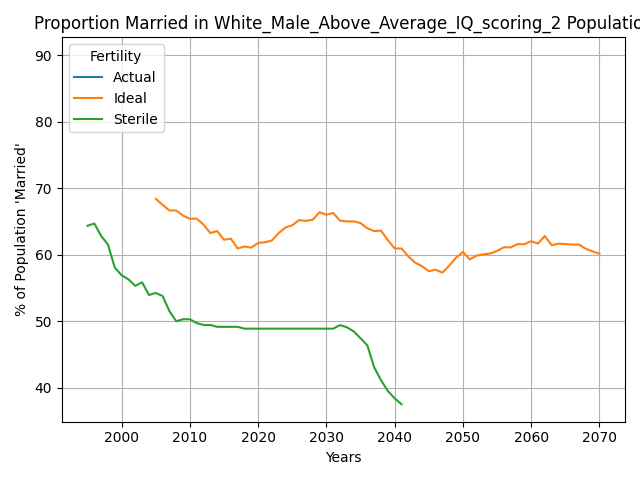 Proportion Married in White_Male_Above_Average_IQ_scoring_2 Populatio
Fertility
Actual
Ideal
Sterile
% of Population 'Married'
90
80
70
60
50
40
2000 2010 2020 2030 2040 2050 2060 2070
Years